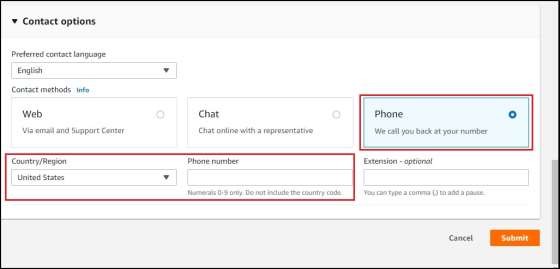 Contact options
Preferred contact language
English
Contact methods Info
Web
Via email and Support Center
Chat
Chat online with a representative
Phone
We call you back at your number
Country/Region
United States
Phone number
Numerals 0-9 only. Do not include the country code.
Extension - optional
You can type a comma (,) to add a pause.
Cancel
Submit